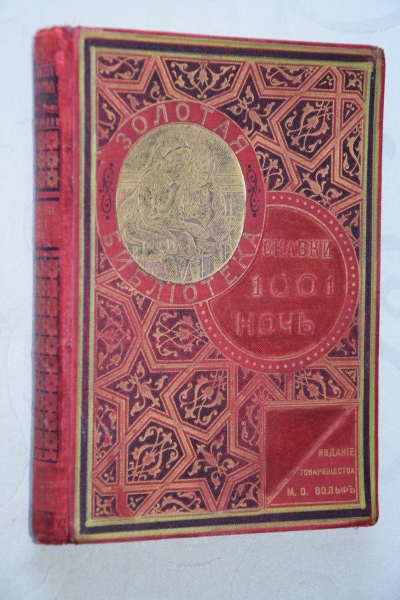 ЗОЛОТАЯ
БИБЛІОТЕКА
СКАЗКИ
1001
НОЧЬ
ИЗДАНІЕ
ТОВАРИЩЕСТВА
М. О. ВОЛЬФЪ